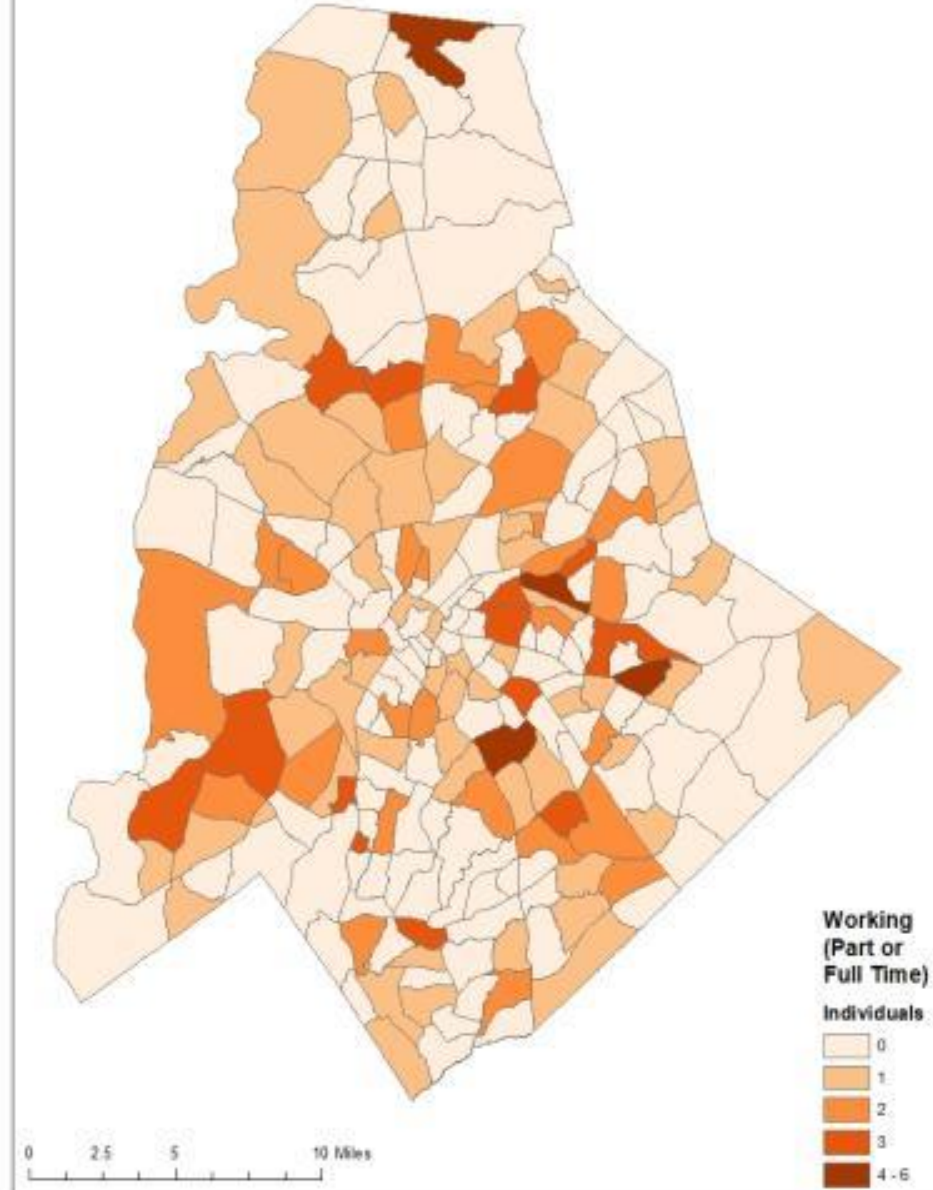 Working
(Part or
Full Time)
Individuals
0
1
2
3
4 - 6
0 2.5 5 10 Miles